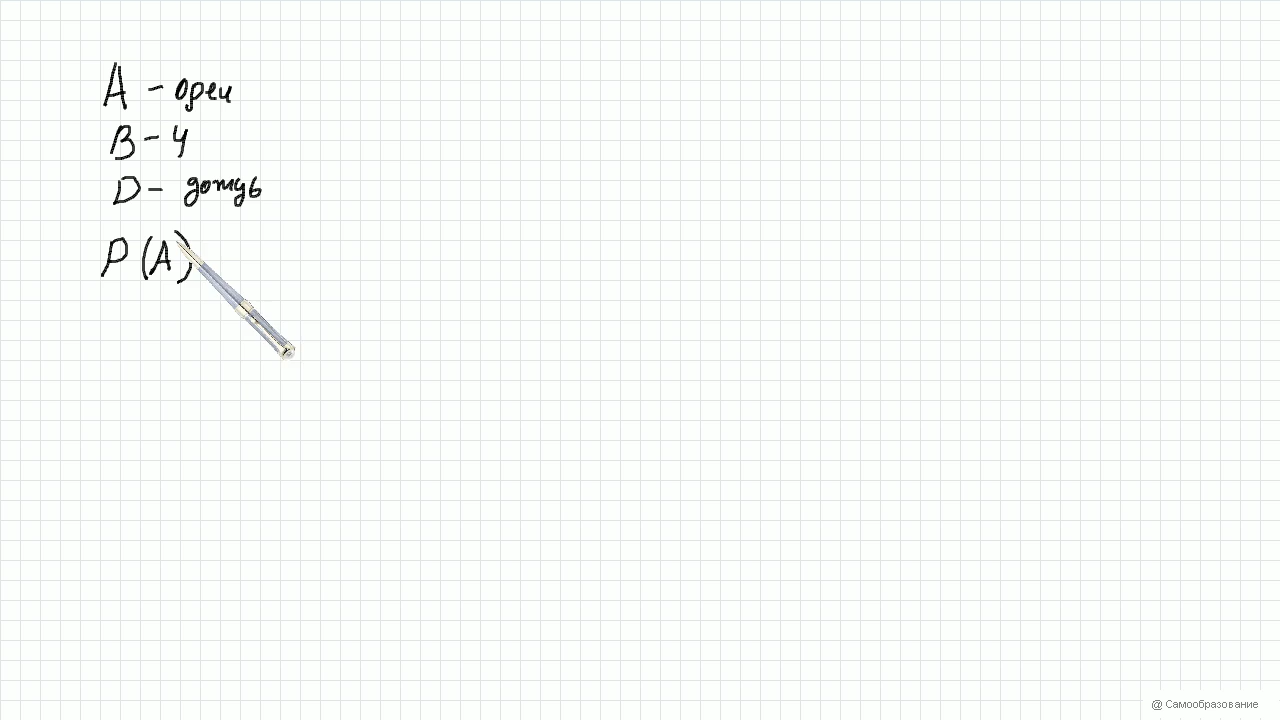 A - орел
B - 4
D - дождь
P(A)
@ Самообразование